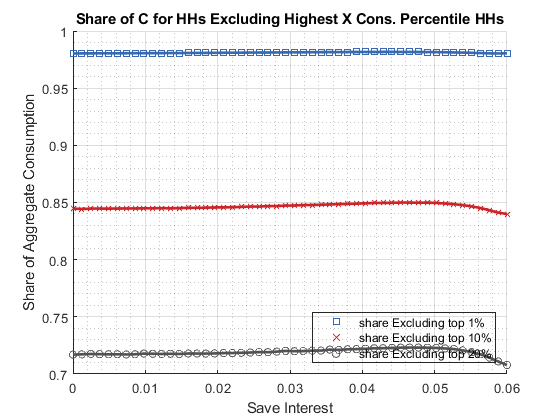 Share of C for HHs Excluding Highest X Cons. Percentile HHs
1
0.95
0.9
0.85
0.8
0.75
0.7
Share of Aggregate Consumption
share Excluding top 1%
share Excluding top 10%
share Excluding top 20%
0
0.01
0.02
0.03
0.04
0.05
0.06
Save Interest